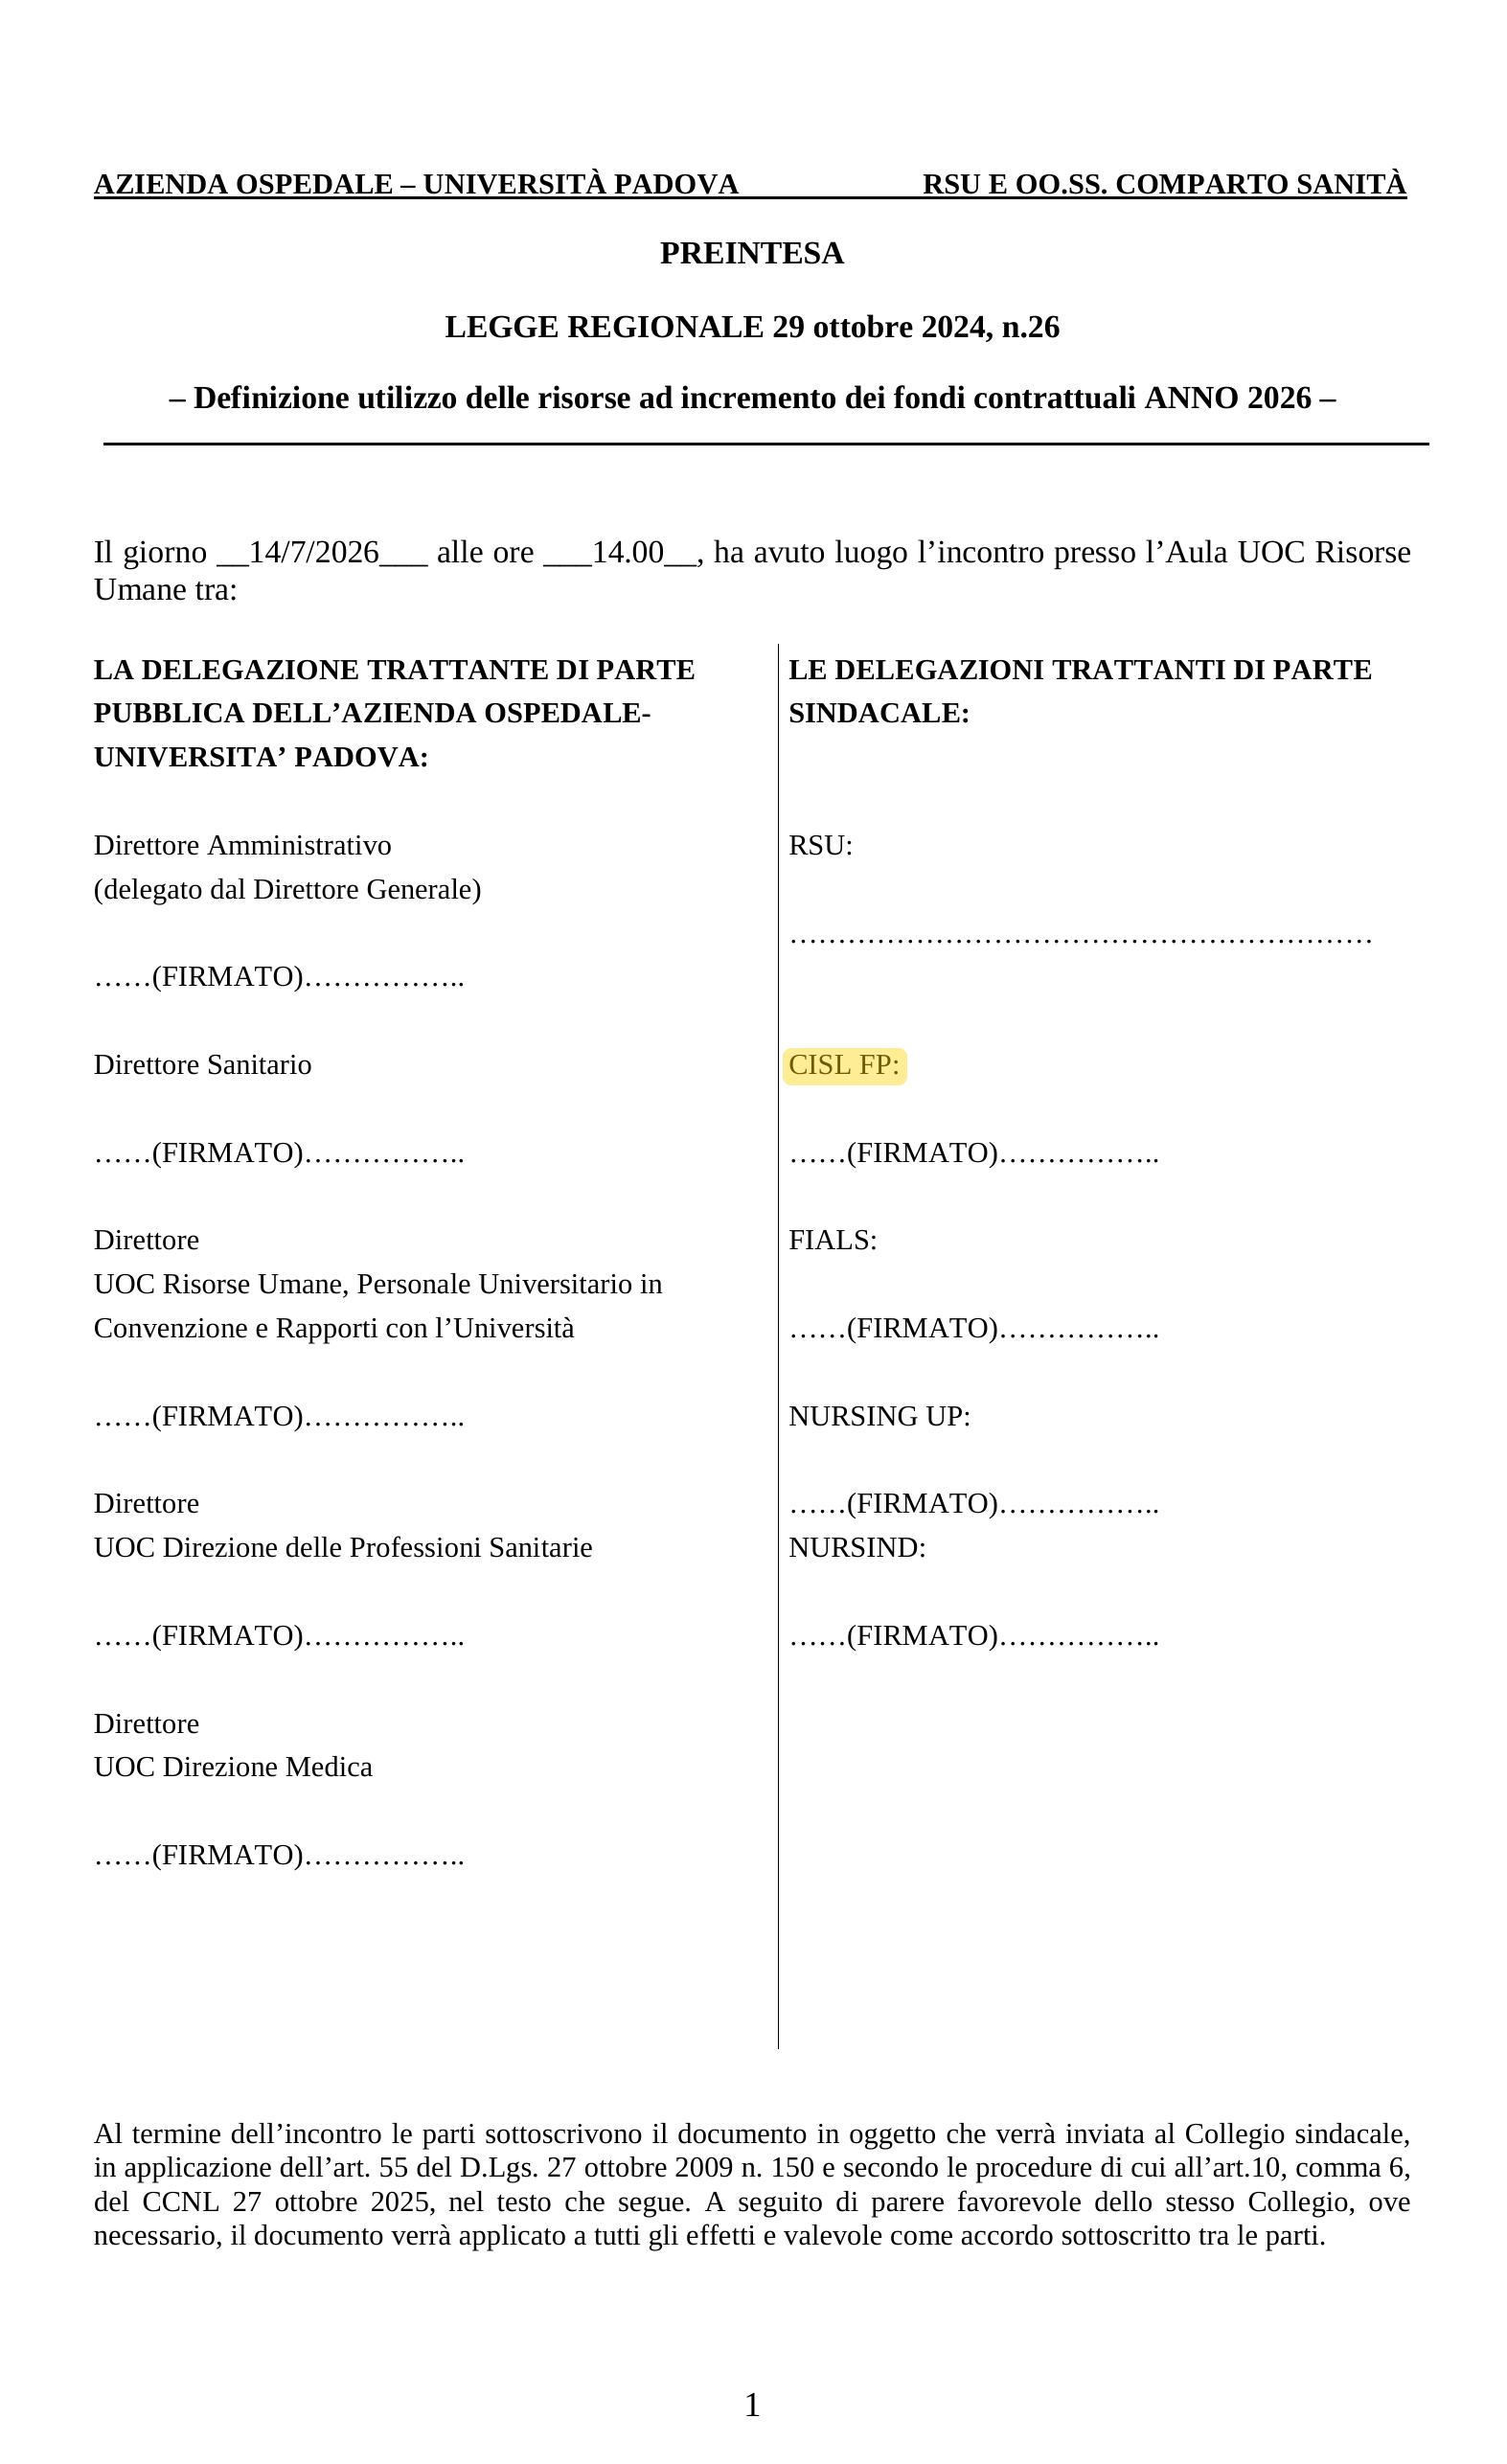 AZIENDA OSPEDALE – UNIVERSITÀ PADOVA RSU E OO.SS. COMPARTO SANITÀ
PREINTESA
LEGGE REGIONALE 29 ottobre 2024, n.26
– Definizione utilizzo delle risorse ad incremento dei fondi contrattuali ANNO 2026 –
Il giorno __14/7/2026___ alle ore ___14.00__, ha avuto luogo l’incontro presso l’Aula UOC Risorse
Umane tra:
LA DELEGAZIONE TRATTANTE DI PARTE
PUBBLICA DELL’AZIENDA OSPEDALE-
UNIVERSITA’ PADOVA:
Direttore Amministrativo
(delegato dal Direttore Generale)
……(FIRMATO)……………..
Direttore Sanitario
……(FIRMATO)……………..
Direttore
UOC Risorse Umane, Personale Universitario in
Convenzione e Rapporti con l’Università
……(FIRMATO)……………..
Direttore
UOC Direzione delle Professioni Sanitarie
……(FIRMATO)……………..
Direttore
UOC Direzione Medica
……(FIRMATO)……………..
LE DELEGAZIONI TRATTANTI DI PARTE
SINDACALE:
RSU:
……………………………………………………
CISL FP:
……(FIRMATO)……………..
FIALS:
……(FIRMATO)……………..
NURSING UP:
……(FIRMATO)……………..
NURSIND:
……(FIRMATO)……………..
Al termine dell’incontro le parti sottoscrivono il documento in oggetto che verrà inviata al Collegio sindacale,
in applicazione dell’art. 55 del D.Lgs. 27 ottobre 2009 n. 150 e secondo le procedure di cui all’art.10, comma 6,
del CCNL 27 ottobre 2025, nel testo che segue. A seguito di parere favorevole dello stesso Collegio, ove
necessario, il documento verrà applicato a tutti gli effetti e valevole come accordo sottoscritto tra le parti.
1